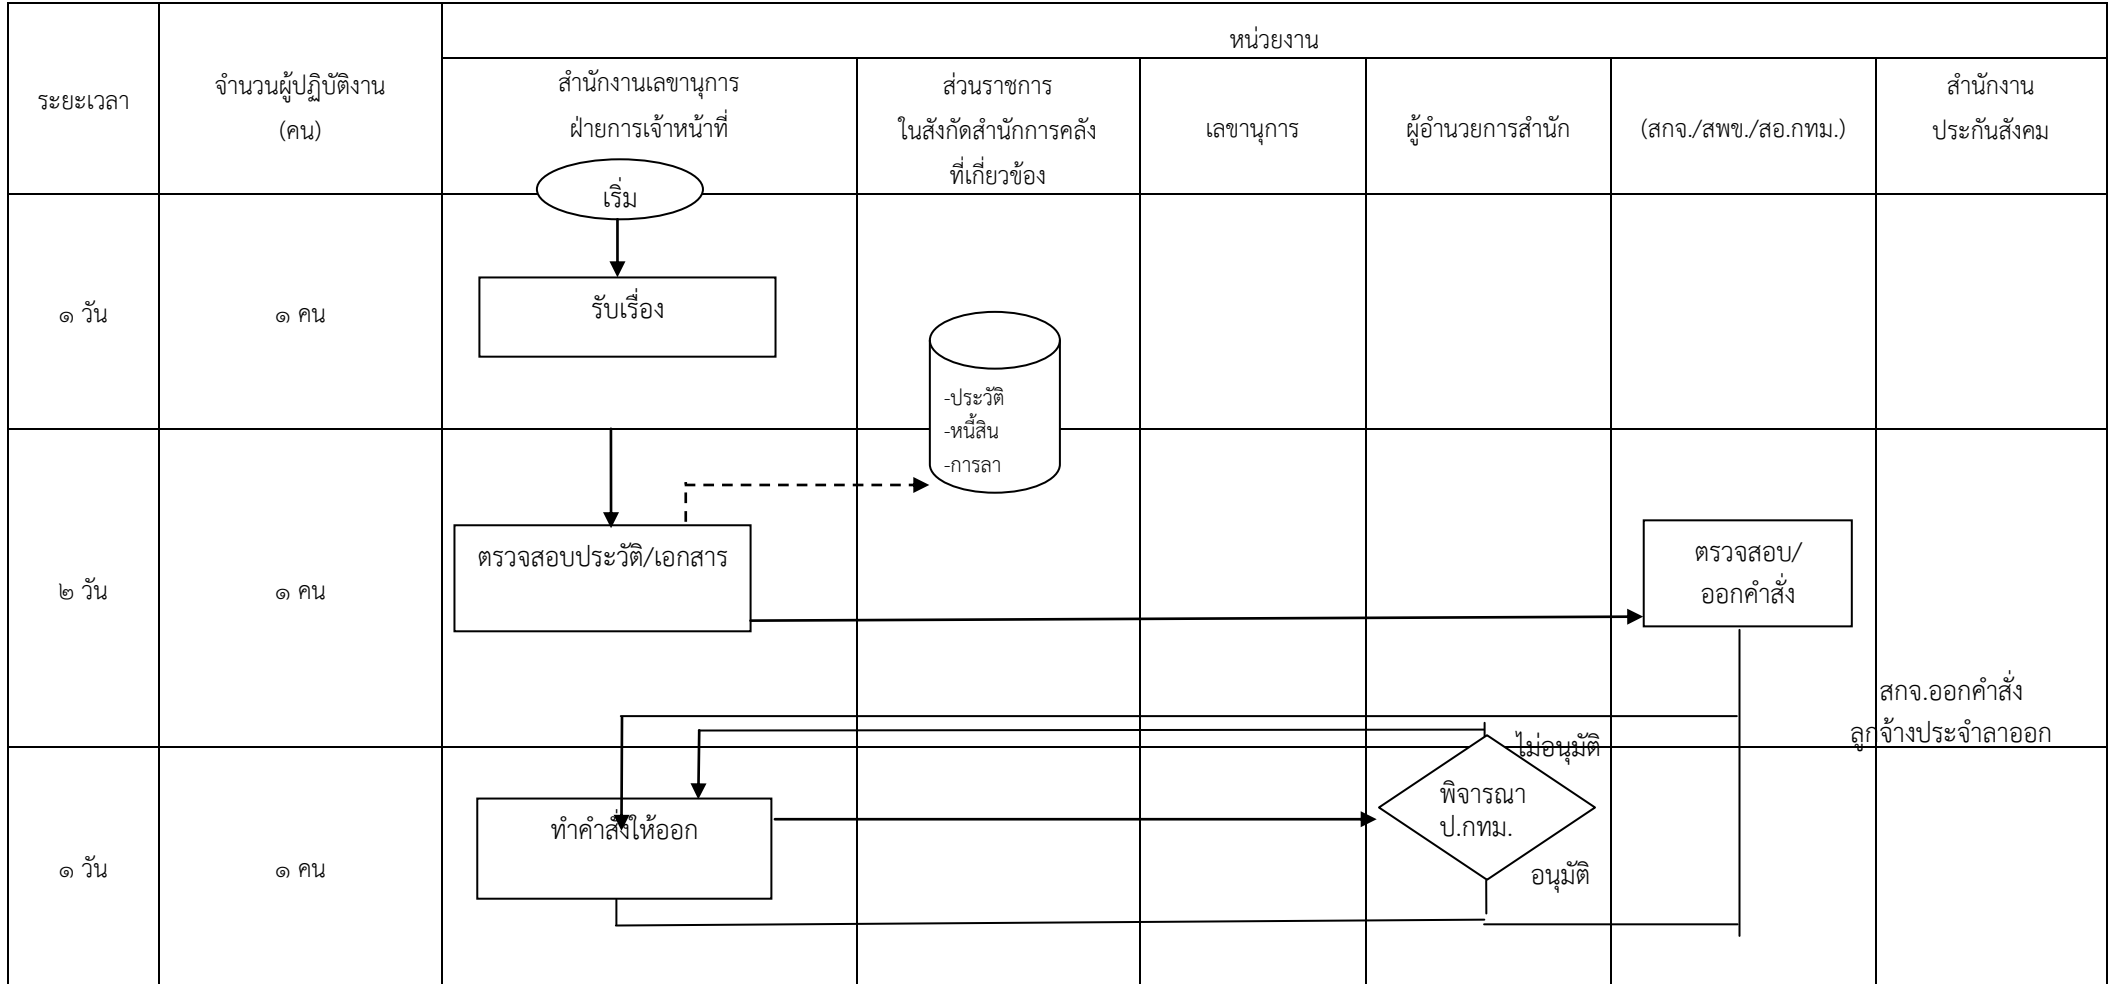 หน่วยงาน
ระยะเวลา
จำนวนผู้ปฏิบัติงาน
(คน)
สำนักงานเลขานุการ
ฝ่ายการเจ้าหน้าที่
ส่วนราชการ
ในสังกัดสำนักการคลัง
ที่เกี่ยวข้อง
เลขานุการ
ผู้อำนวยการสำนัก
(สกจ./สพข./สอ.กทม.)
สำนักงาน
ประกันสังคม
เริ่ม
๑ วัน
๑ คน
รับเรื่อง
-ประวัติ
-หนี้สิน
-การลา
๒ วัน
๑ คน
ตรวจสอบประวัติ/เอกสาร
ตรวจสอบ/
ออกคำสั่ง
สกจ.ออกคำสั่ง
ลูกจ้างประจำลาออก
ไม่อนุมัติ
๑ วัน
๑ คน
ทำคำสั่งให้ออก
พิจารณา
ป.กทม.
อนุมัติ